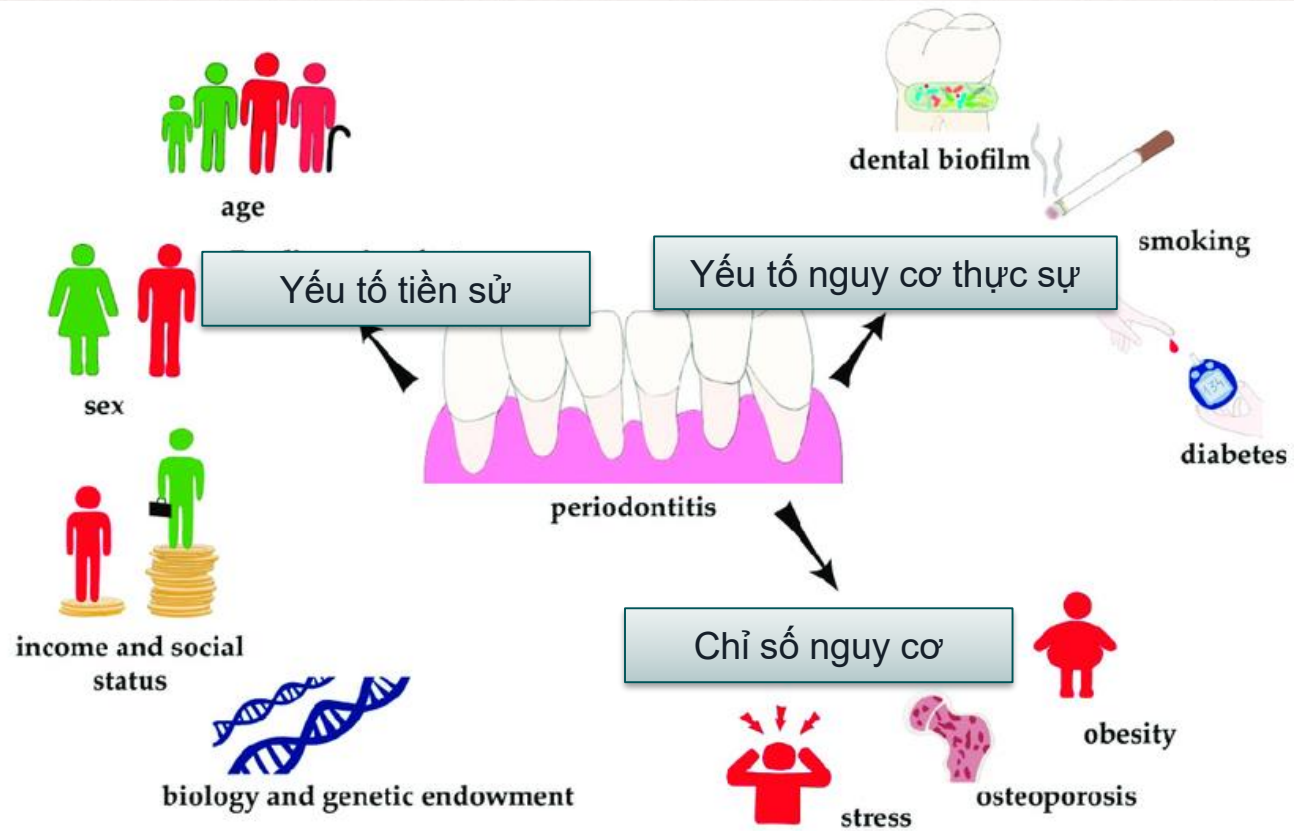 age
sex
income and social
status
biology and genetic endowment
Yếu tố tiền sử
Yếu tố nguy cơ thực sự
periodontitis
dental biofilm
smoking
134
diabetes
Chỉ số nguy cơ
obesity
osteoporosis
stress